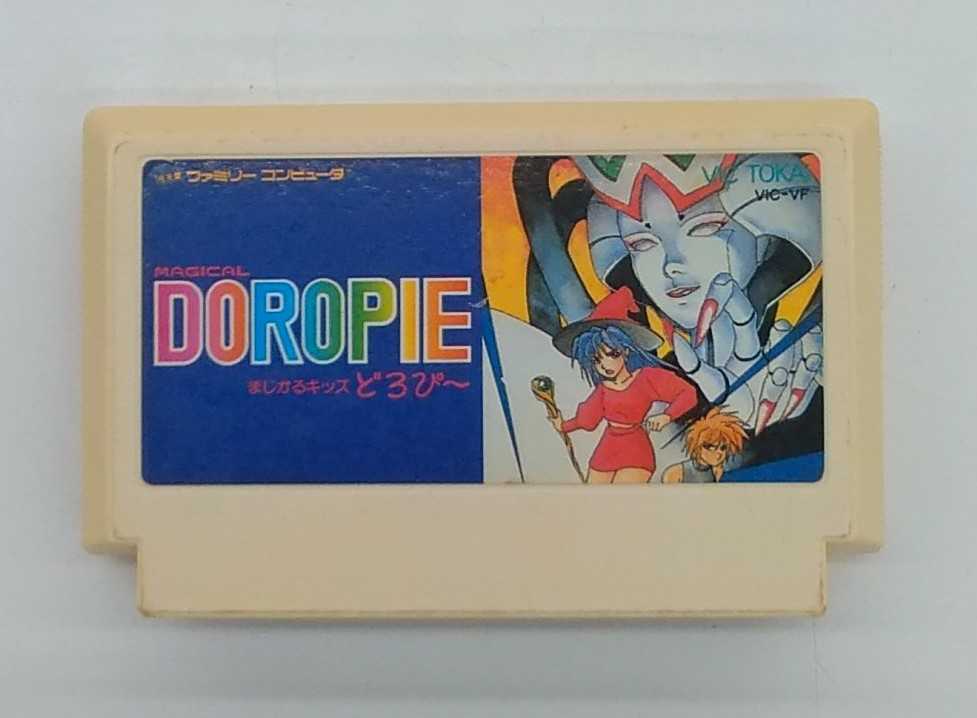 ファミリー コンピュータ
VIC TOKAI
VIC-VF
MAGICAL
DOROPIE
まじかるキッズ どろぴ〜